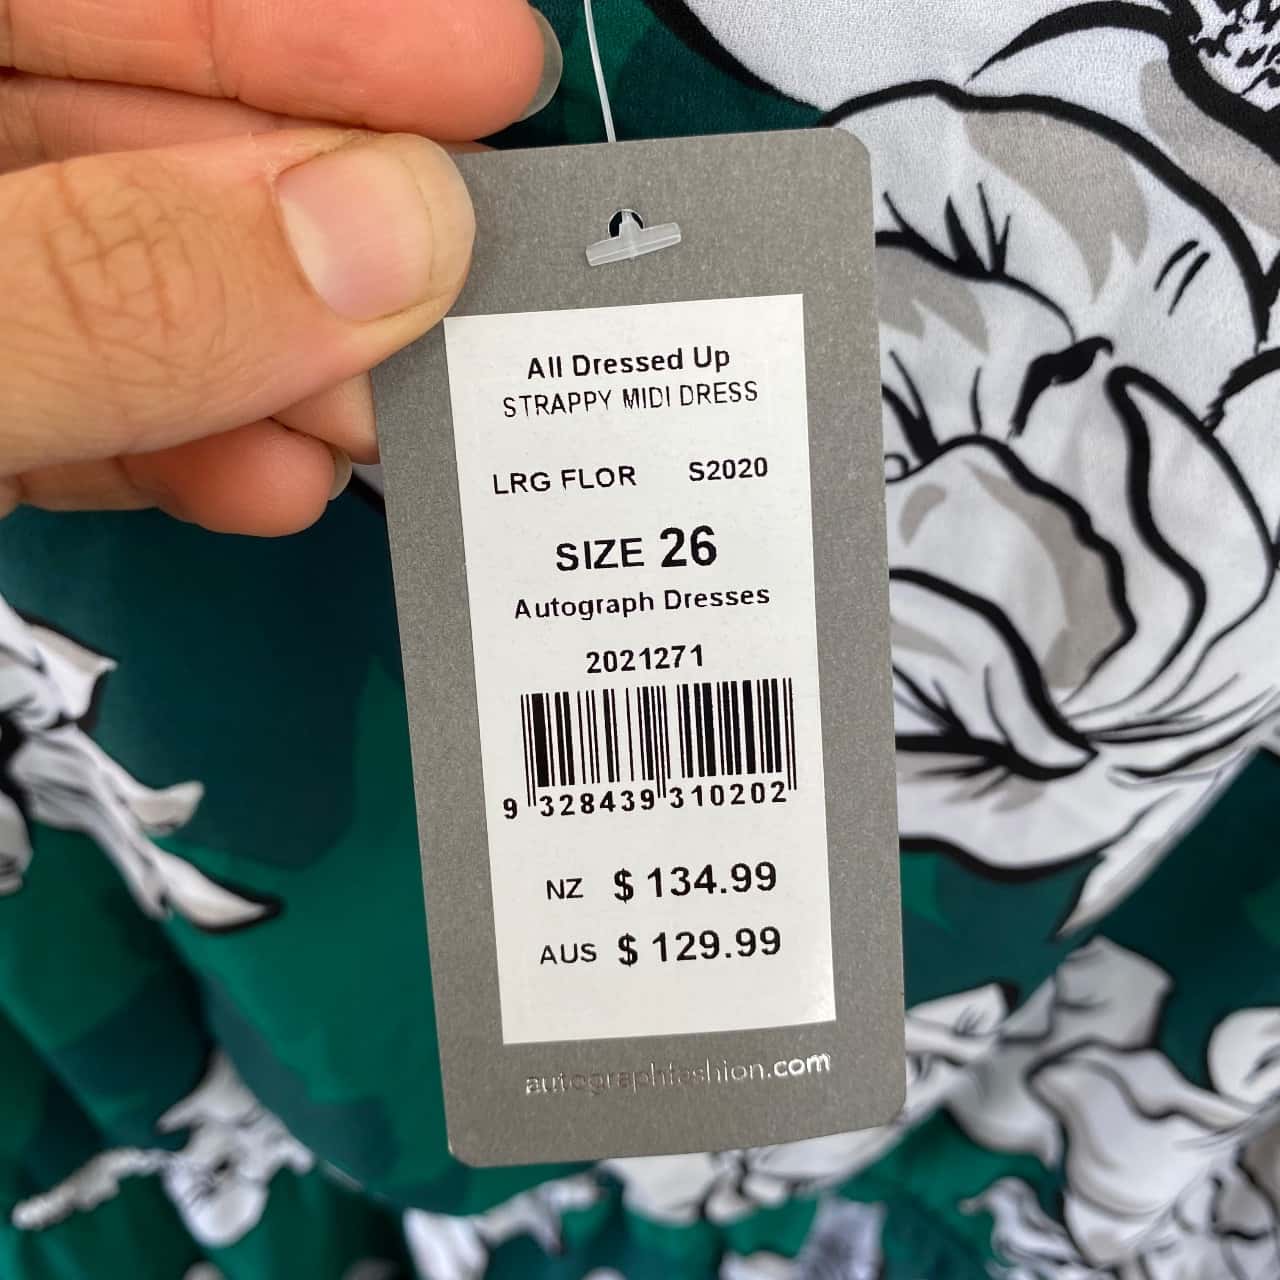 All Dressed Up
STRAPPY MIDI DRESS
LRG FLOR S2020
SIZE 26
Autograph Dresses
2021271
9 328439 310202
NZ $ 134.99
AUS $ 129.99
autographfashion.com